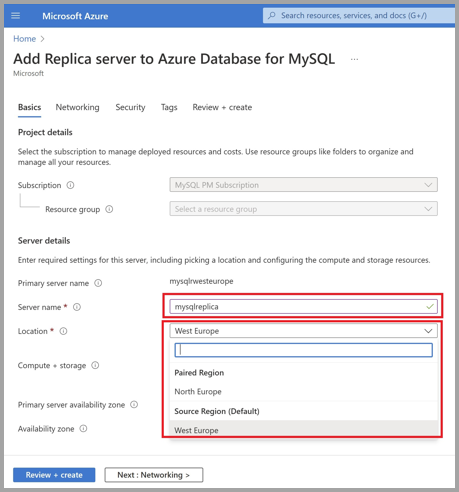 Microsoft Azure
Search resources, services, and docs (G+/)
Home
Add Replica server to Azure Database for MySQL ...
Microsoft
Basics Networking Security Tags Review + create
Project details
Select the subscription to manage deployed resources and costs. Use resource groups like folders to organize and
manage all your resources.
Subscription
MySQL PM Subscription
Resource group
Select a resource group
Server details
Enter required settings for this server, including picking a location and configuring the compute and storage resources.
Primary server name
mysqlrwesteurope
Server name *
mysqlreplica
Location *
West Europe
Compute + storage
Paired Region
North Europe
Primary server availability zone
Source Region (Default)
Availability zone
West Europe
Review + create
Next : Networking >